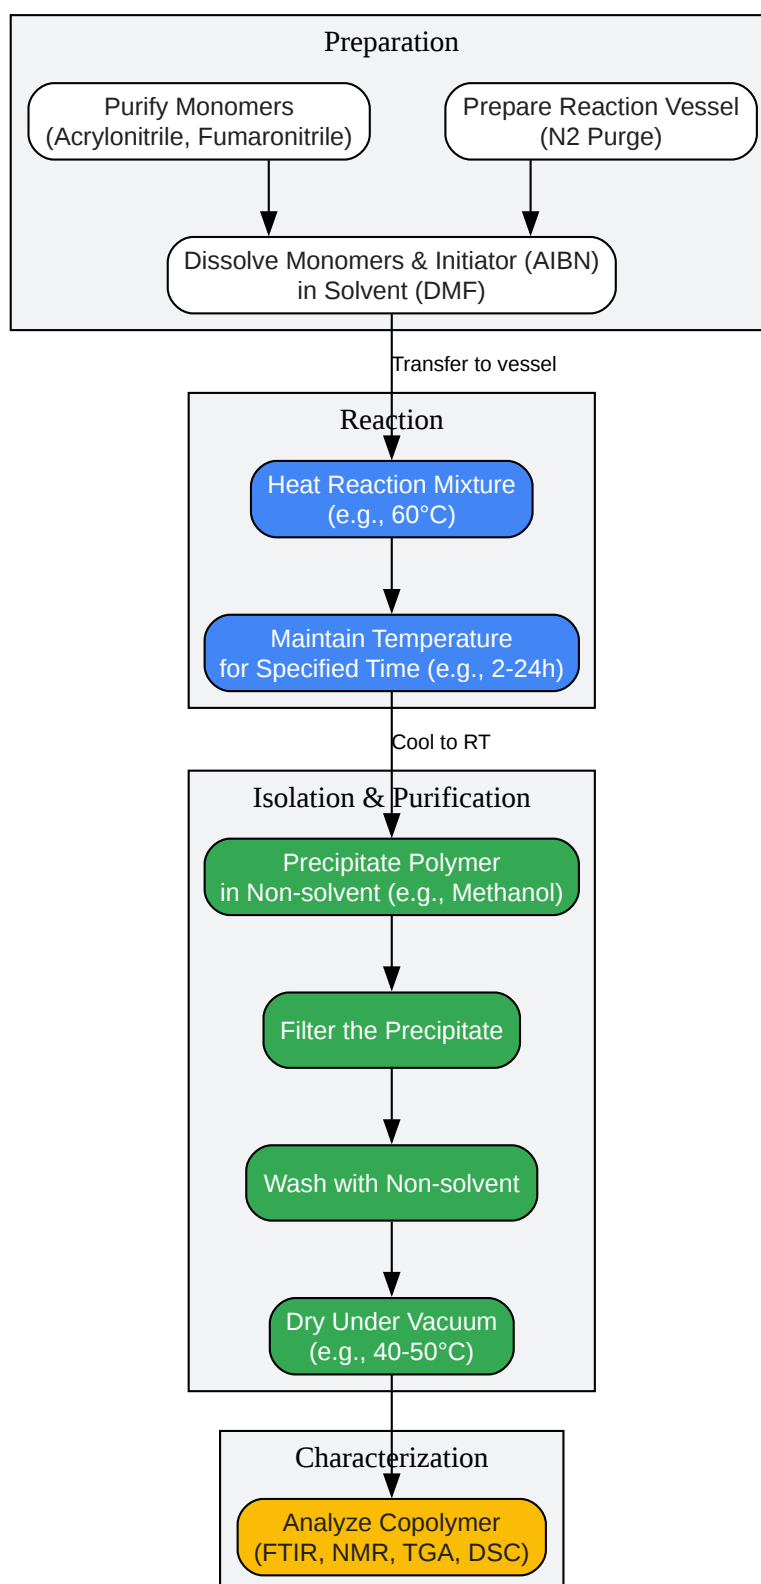 Preparation
Purify Monomers
(Acrylonitrile, Fumaronitrile)
Prepare Reaction Vessel
(N2 Purge)
Dissolve Monomers & Initiator (AIBN)
in Solvent (DMF)
Transfer to vessel
Reaction
Heat Reaction Mixture
(e.g., 60°C)
Maintain Temperature
for Specified Time (e.g., 2-24h)
Cool to RT
Isolation & Purification
Precipitate Polymer
in Non-solvent (e.g., Methanol)
Filter the Precipitate
Wash with Non-solvent
Dry Under Vacuum
(e.g., 40-50°C)
Characterization
Analyze Copolymer
(FTIR, NMR, TGA, DSC)